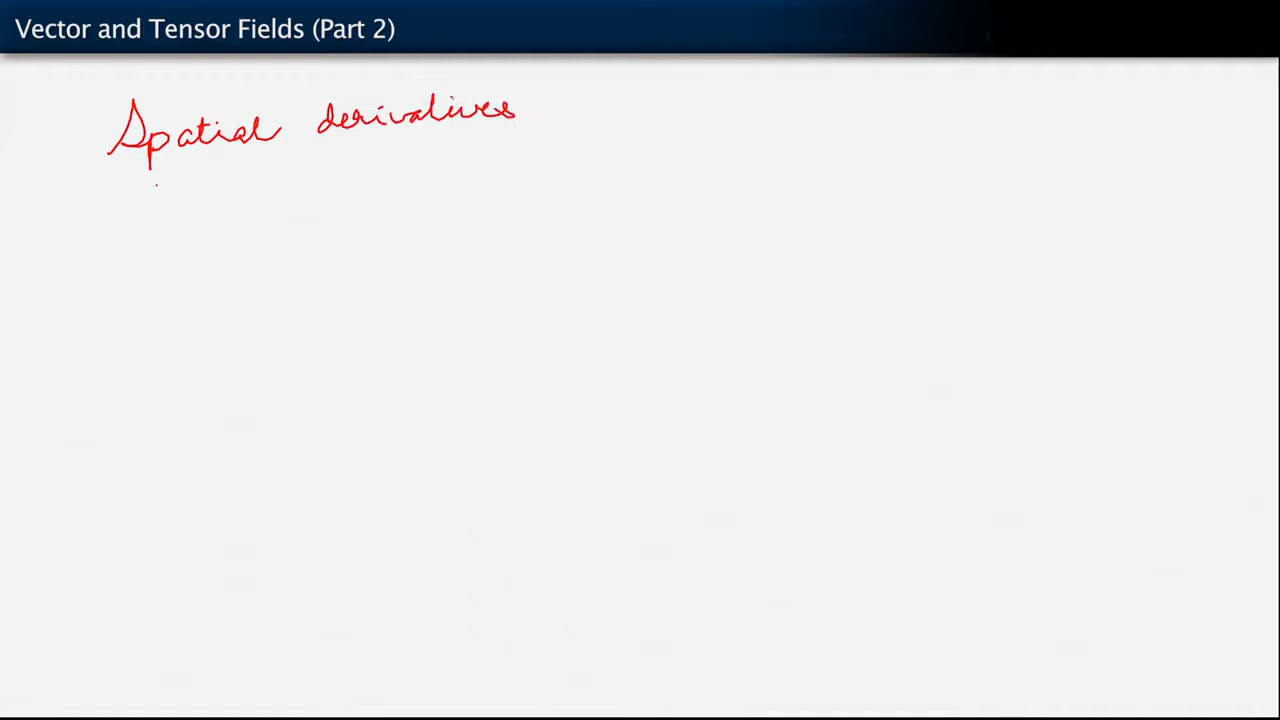 Vector and Tensor Fields (Part 2)
Spatial derivatives